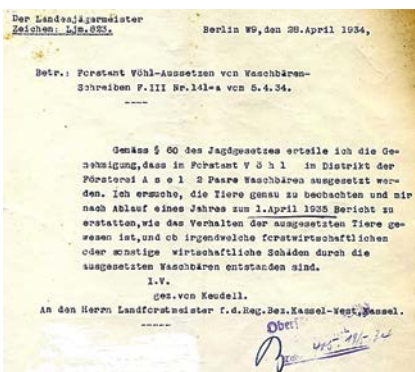 Der Landesjägermeister
Zeichen: Ljm.823.
Berlin W9, den 28.April 1934,
Betr.: Forstamt Vöhl-Aussetzen von Waschbären-
Schreiben F.III Nr.141-a vom 5.4.34.
Gemäss § 60 des Jagdgesetzes erteile ich die Ge-
nehmigung,dass im Forstamt V ö h l im Distrikt der
Försterei A s e l 2 Paare Waschbären ausgesetzt wer-
den. Ich ersuche, die Tiere genau zu beobachten und mir
nach Ablauf eines Jahres zum 1.April 1935 Bericht zu
erstatten,wie das Verhalten der ausgesetzten Tiere ge-
wesen ist,und ob irgendwelche forstwirtschaftlichen
oder sonstige wirtschaftliche Schäden durch die
ausgesetzten Waschbären entstanden sind.
I.V.
gez.von Keudell.
An den Herrn Landforstmeister f.d.Reg.Bez.Kassel-West,Kassel.